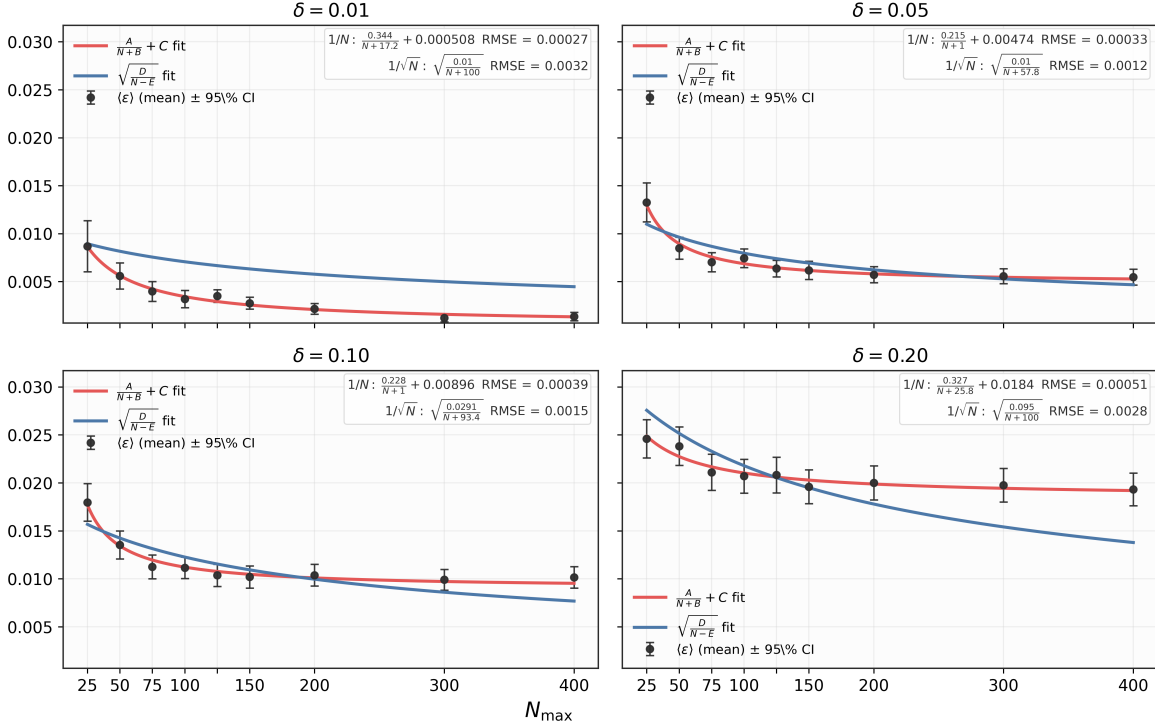 δ = 0.01
0.030
0.025
0.020
0.015
0.010
0.005
A/(N+B) + C fit
√(D/(N−E)) fit
⟨ε⟩ (mean) ± 95\% CI
1/N: 0.344/(N+17.2) + 0.000508 RMSE = 0.00027
1/√N: √(0.01/(N+100)) RMSE = 0.0032
δ = 0.05
A/(N+B) + C fit
√(D/(N−E)) fit
⟨ε⟩ (mean) ± 95\% CI
1/N: 0.215/(N+1) + 0.00474 RMSE = 0.00033
1/√N: √(0.01/(N+57.8)) RMSE = 0.0012
δ = 0.10
0.030
0.025
0.020
0.015
0.010
0.005
A/(N+B) + C fit
√(D/(N−E)) fit
⟨ε⟩ (mean) ± 95\% CI
1/N: 0.228/(N+1) + 0.00896 RMSE = 0.00039
1/√N: √(0.0291/(N+93.4)) RMSE = 0.0015
25 50 75 100 150 200 300 400
δ = 0.20
1/N: 0.327/(N+25.8) + 0.0184 RMSE = 0.00051
1/√N: √(0.095/(N+100)) RMSE = 0.0028
A/(N+B) + C fit
√(D/(N−E)) fit
⟨ε⟩ (mean) ± 95\% CI
25 50 75 100 150 200 300 400
N_max